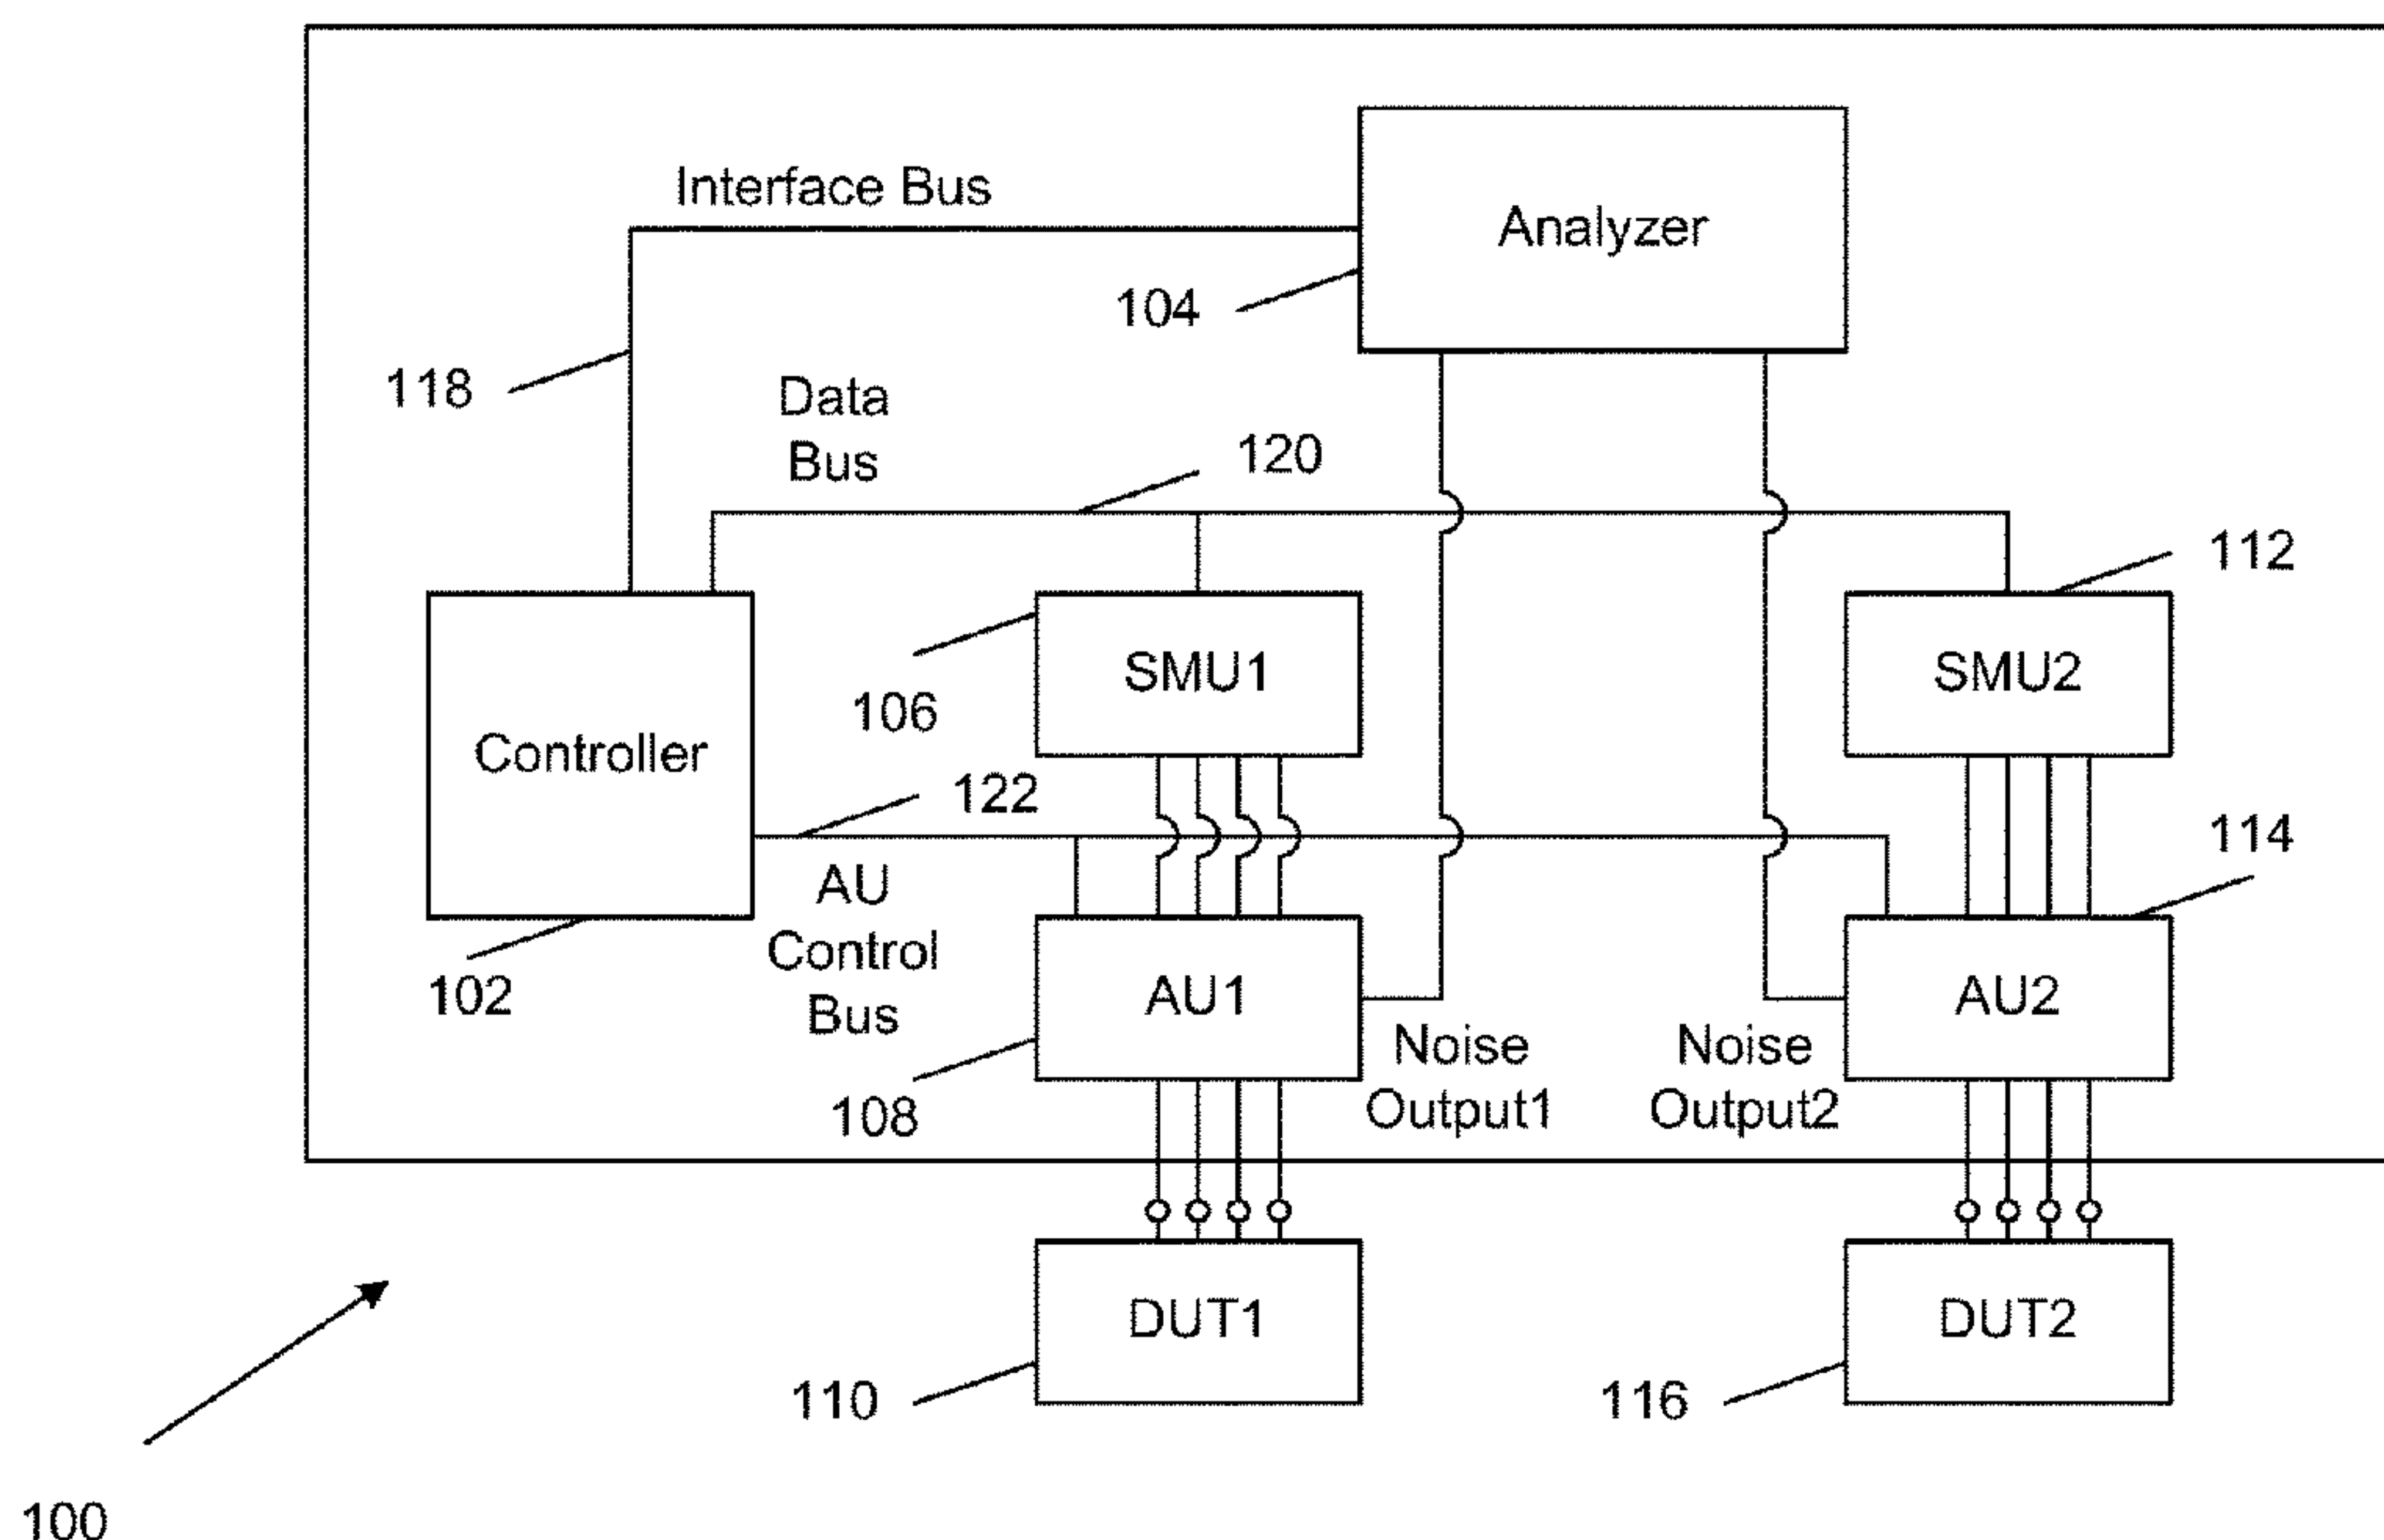 Interface Bus
Analyzer
104
118
Data
Bus
120
112
SMU1
SMU2
106
Controller
122
114
AU
Control
Bus
102
AU1
AU2
Noise
Output1
Noise
Output2
108
DUT1
DUT2
110
116
100